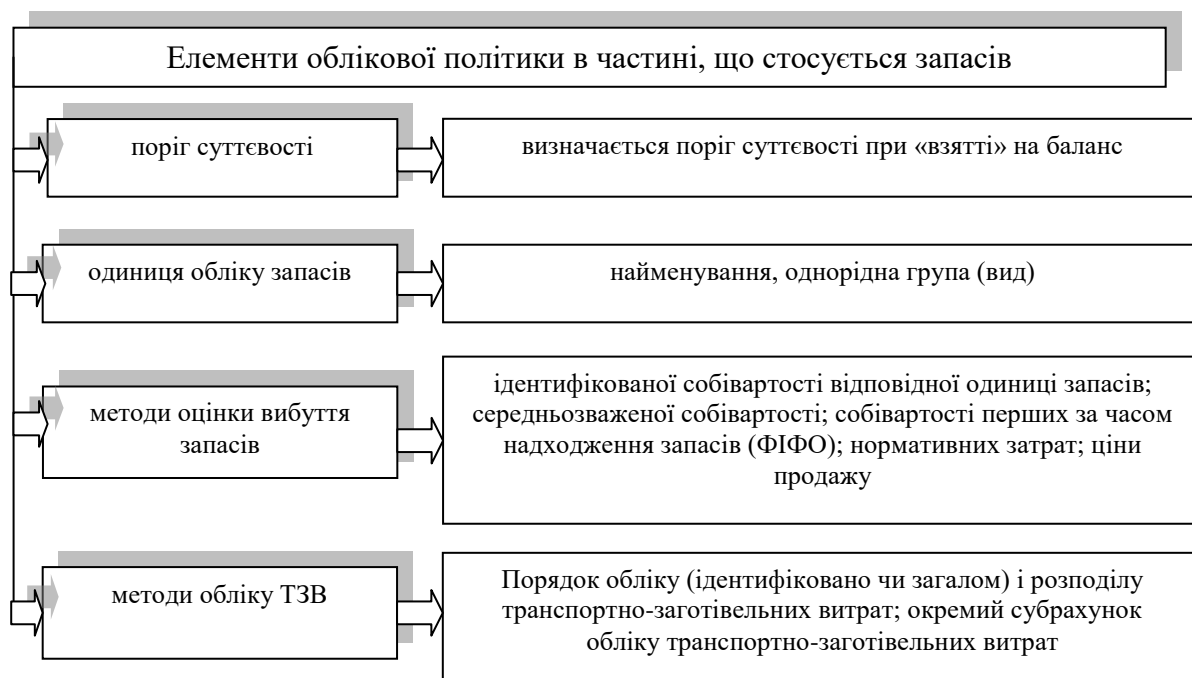 Елементи облікової політики в частині, що стосується запасів
поріг суттєвості
визначається поріг суттєвості при «взятті» на баланс
одиниця обліку запасів
найменування, однорідна група (вид)
методи оцінки вибуття
запасів
ідентифікованої собівартості відповідної одиниці запасів;
середньозваженої собівартості; собівартості перших за часом
надходження запасів (ФІФО); нормативних затрат; ціни
продажу
методи обліку ТЗВ
Порядок обліку (ідентифіковано чи загалом) і розподілу
транспортно-заготівельних витрат; окремий субрахунок
обліку транспортно-заготівельних витрат